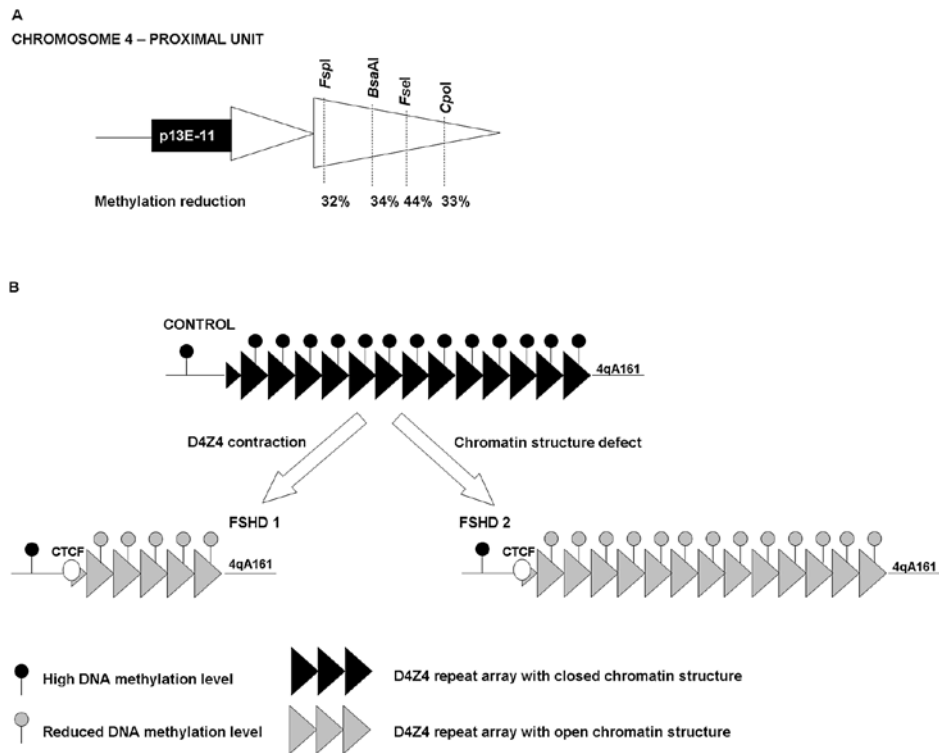 A
CHROMOSOME 4 – PROXIMAL UNIT
FspI
BsaAI
FseI
CpoI
p13E-11
Methylation reduction 32% 34% 44% 33%
B
CONTROL
4qA161
D4Z4 contraction
Chromatin structure defect
FSHD 1
FSHD 2
CTCF
4qA161
CTCF
4qA161
High DNA methylation level
D4Z4 repeat array with closed chromatin structure
Reduced DNA methylation level
D4Z4 repeat array with open chromatin structure